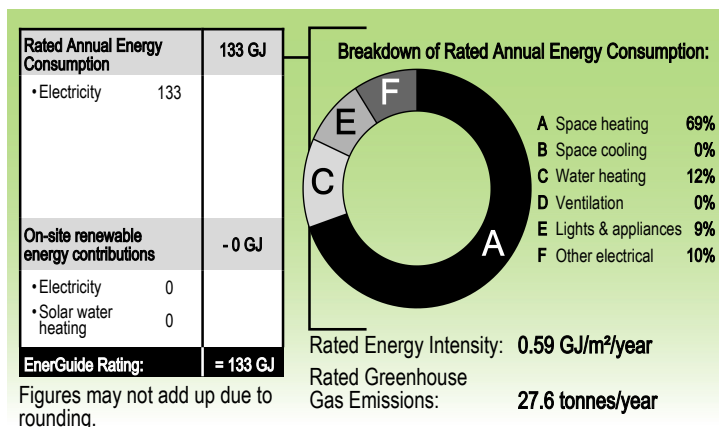 Rated Annual Energy
Consumption
133 GJ
• Electricity 133
On-site renewable
energy contributions
- 0 GJ
• Electricity 0
• Solar water
heating
0
EnerGuide Rating: = 133 GJ
Figures may not add up due to
rounding.
Breakdown of Rated Annual Energy Consumption:
F
E
C
A
A Space heating 69%
B Space cooling 0%
C Water heating 12%
D Ventilation 0%
E Lights & appliances 9%
F Other electrical 10%
Rated Energy Intensity: 0.59 GJ/m²/year
Rated Greenhouse
Gas Emissions: 27.6 tonnes/year